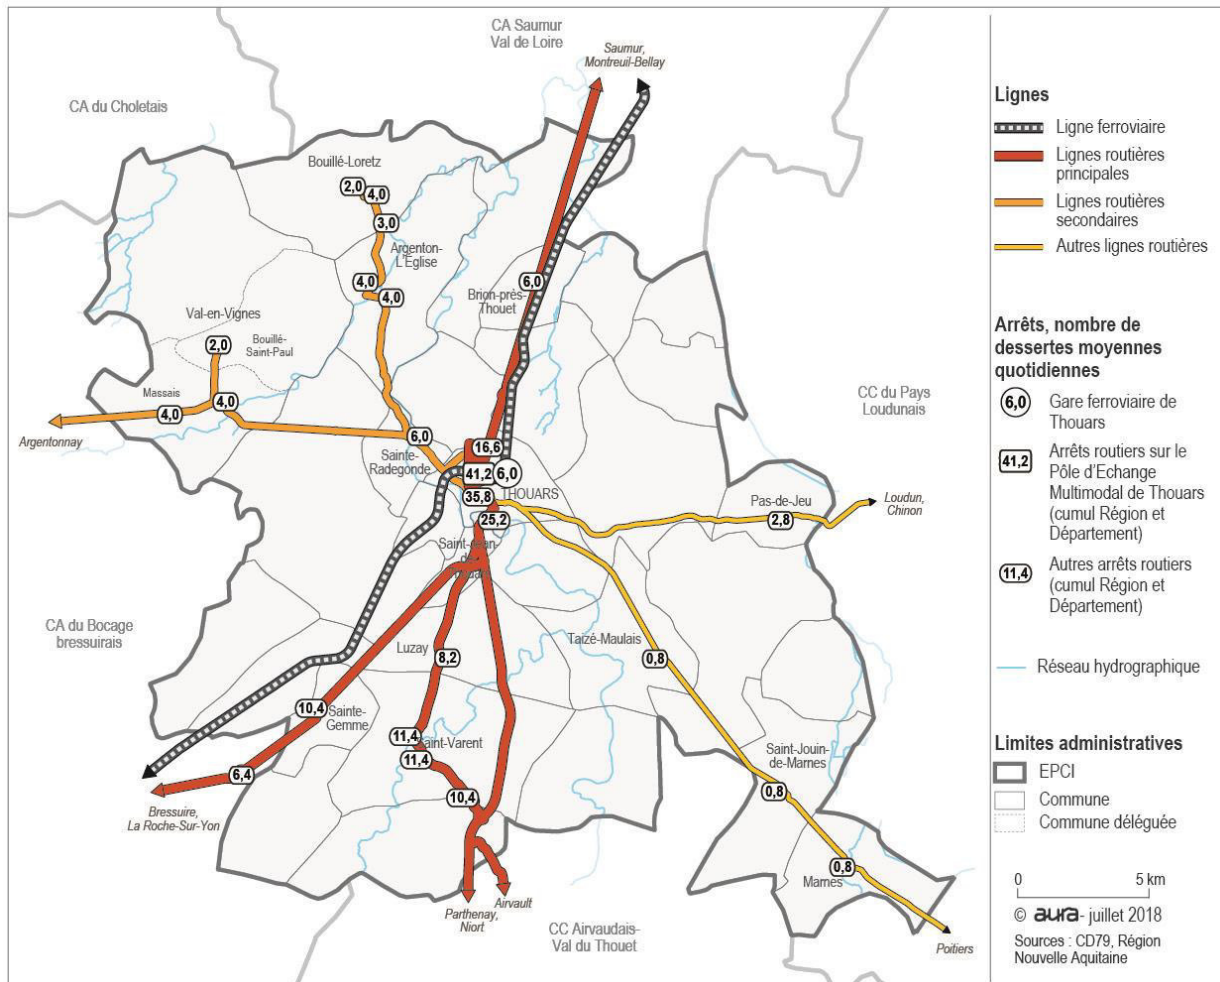 CA Saumur
Val de Loire
Saumur,
Montreuil-Bellay
CA du Choletais
Bouillé-Loretz
2,0
4,0
3,0
Argenton-
L'Eglise
4,0
4,0
6,0
Brion-près-
Thouet
Val-en-Vignes
2,0
Bouillé-
Saint-Paul
Massais
4,0
4,0
Argentonnay
6,0
Sainte-
Radegonde
16,6
41,2
6,0
35,8
THOUARS
25,2
Saint-Jean-
de-
Thouars
CC du Pays
Loudunais
Pas-de-Jeu
2,8
Loudun,
Chinon
CA du Bocage
bressuirais
Luzay
8,2
Taizé-Maulais
0,8
10,4
Sainte-
Gemme
11,4
Saint-Varent
11,4
6,4
10,4
Bressuire,
La Roche-Sur-Yon
Saint-Jouin-
de-Marnes
0,8
0,8
Marnes
Parthenay,
Niort
Airvault
CC Airvaudais-
Val du Thouet
Poitiers
Lignes
Ligne ferroviaire
Lignes routières
principales
Lignes routières
secondaires
Autres lignes routières
Arrêts, nombre de
dessertes moyennes
quotidiennes
6,0
Gare ferroviaire de
Thouars
41,2
Arrêts routiers sur le
Pôle d'Echange
Multimodal de Thouars
(cumul Région et
Département)
11,4
Autres arrêts routiers
(cumul Région et
Département)
Réseau hydrographique
Limites administratives
EPCI
Commune
Commune déléguée
0 5 km
© aura - juillet 2018
Sources : CD79, Région
Nouvelle Aquitaine